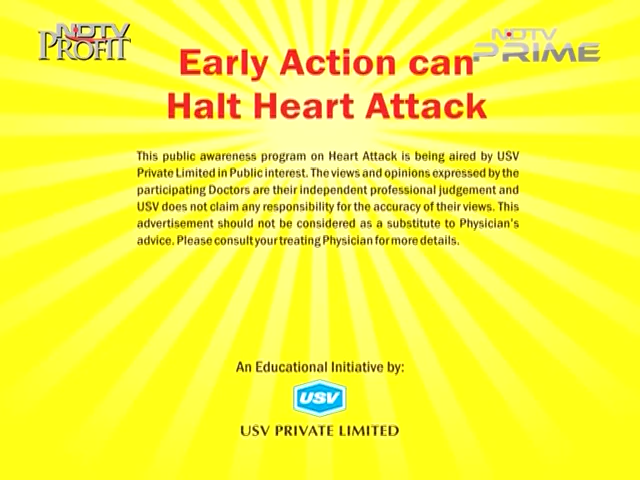 NDTV
PROFIT
NDTV
PRIME
Early Action can
Halt Heart Attack
This public awareness program on Heart Attack is being aired by USV
Private Limited in Public interest. The views and opinions expressed by the
participating Doctors are their independent professional judgement and
USV does not claim any responsibility for the accuracy of their views. This
advertisement should not be considered as a substitute to Physician's
advice. Please consult your treating Physician for more details.
An Educational Initiative by:
USV
USV PRIVATE LIMITED